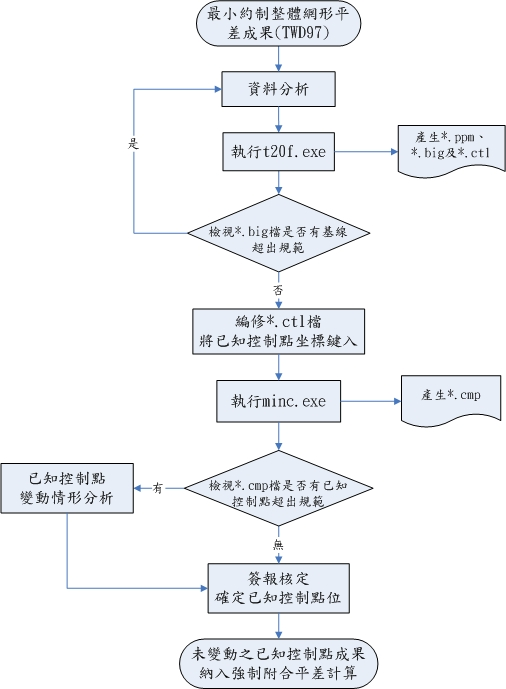 最小約制整體網形平
差成果(TWD97)
資料分析
是
執行t20f.exe
產生*.ppm、
*.big及*.ctl
檢視*.big檔是否有基線
超出規範
否
編修*.ctl檔
將已知控制點坐標鍵入
執行minc.exe
產生*.cmp
檢視*.cmp檔是否有已知
控制點超出規範
有
已知控制點
變動情形分析
無
簽報核定
確定已知控制點位
未變動之已知控制點成果
納入強制附合平差計算